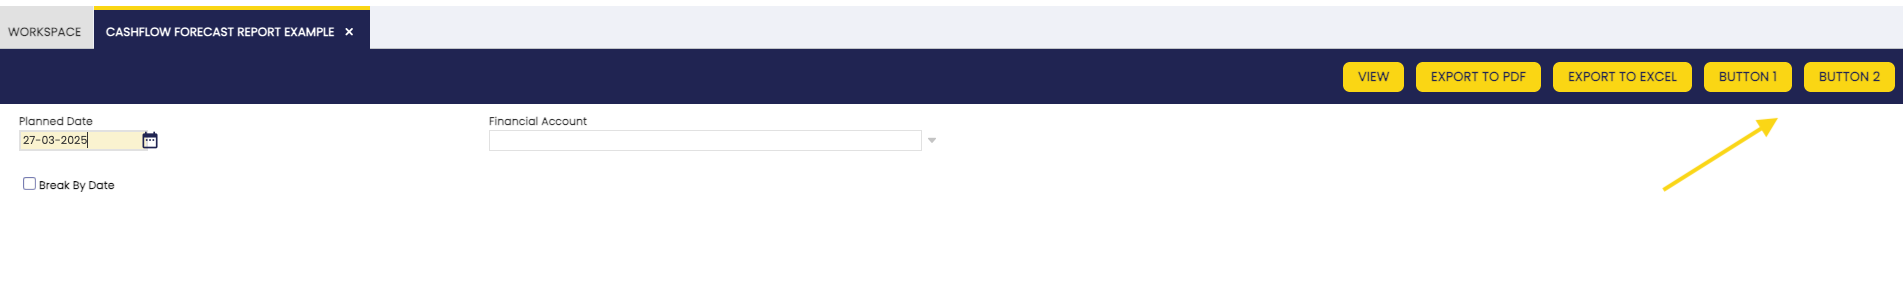 WORKSPACE
CASHFLOW FORECAST REPORT EXAMPLE ×
VIEW
EXPORT TO PDF
EXPORT TO EXCEL
BUTTON 1
BUTTON 2
Planned Date
27-03-2025
Financial Account
Break By Date